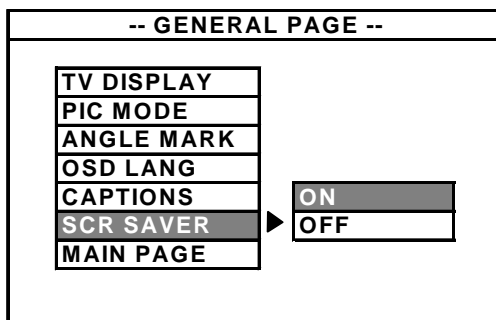 -- GENERAL PAGE --
TV DISPLAY
PIC MODE
ANGLE MARK
OSD LANG
CAPTIONS
SCR SAVER
MAIN PAGE
ON
OFF